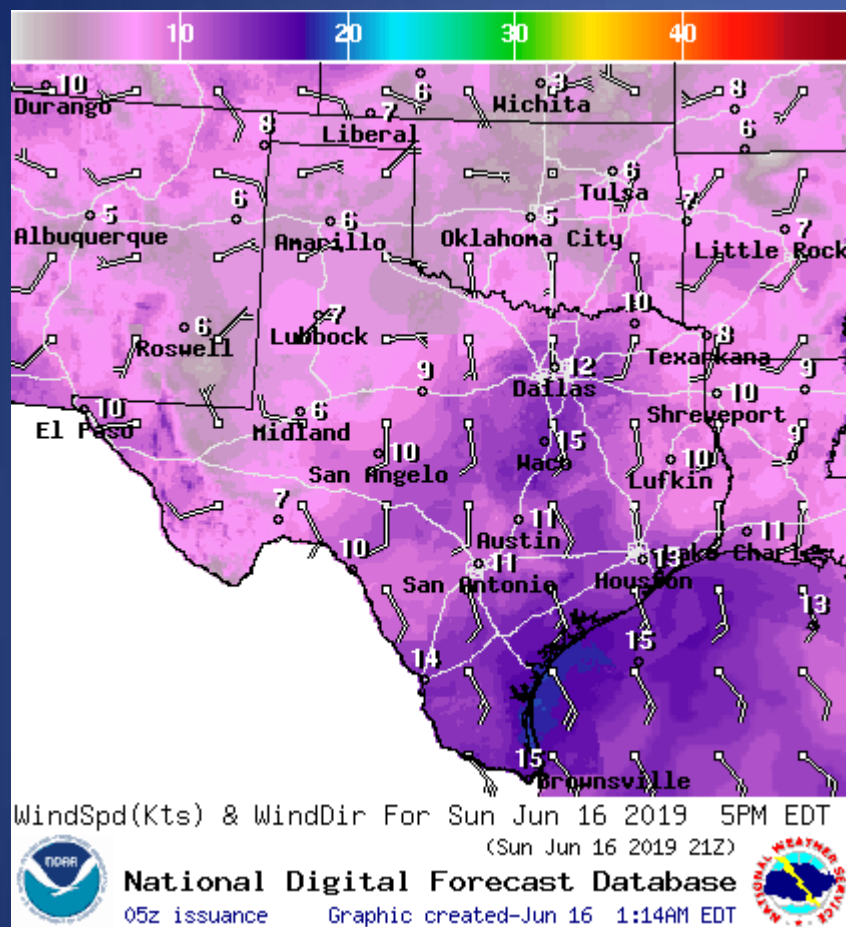 10 20 30 40
10 Durango
6
3 Wichita
8
7 Liberal
8
6
6 Tulsa
5 Albuquerque
6
6 Amarillo
5 Oklahoma City
7
7 Little Rock
6 Roswell
7 Lubbock
10
8 Texarkana
12 Dallas
9
10 Shreveport
9
10 El Paso
6 Midland
10 San Angelo
15 Waco
10 Lufkin
9
7
11 Austin
11
Lake Charles
10
11 San Antonio
13 Houston
13
14
15
15 Brownsville
WindSpd(Kts) & WindDir For Sun Jun 16 2019 5PM EDT
(Sun Jun 16 2019 21Z)
NOAA
National Digital Forecast Database
05z issuance Graphic created-Jun 16 1:14AM EDT
NATIONAL WEATHER SERVICE